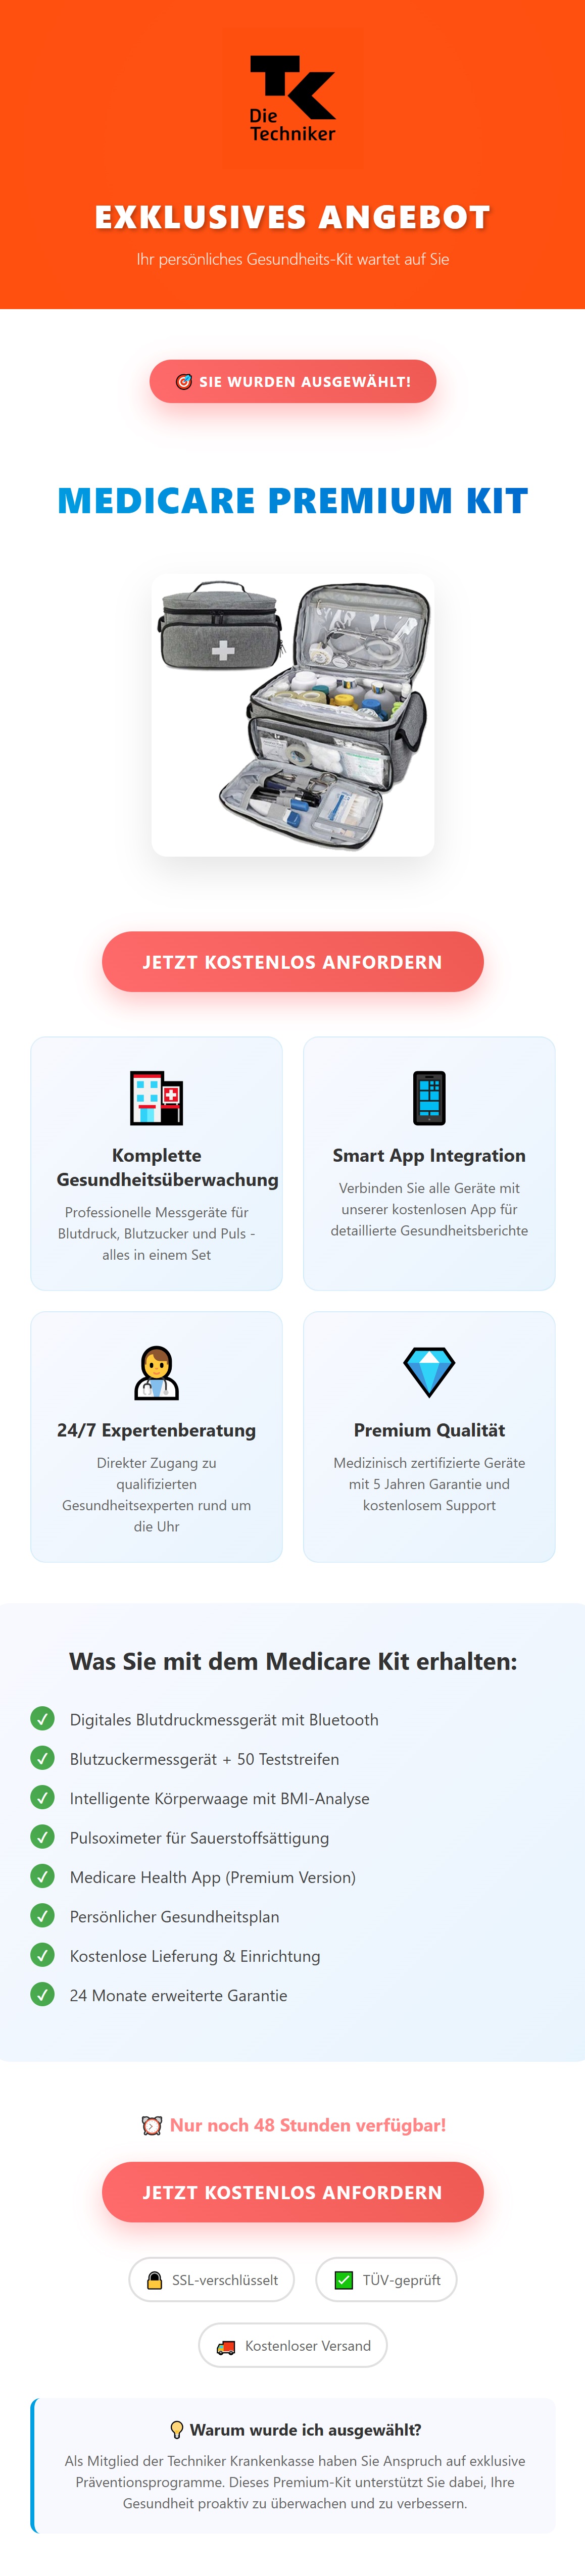 TK
Die
Techniker
EXKLUSIVES ANGEBOT
Ihr persönliches Gesundheits-Kit wartet auf Sie
🎯 SIE WURDEN AUSGEWÄHLT!
MEDICARE PREMIUM KIT
JETZT KOSTENLOS ANFORDERN
Komplette
Gesundheitsüberwachung
Professionelle Messgeräte für
Blutdruck, Blutzucker und Puls -
alles in einem Set
Smart App Integration
Verbinden Sie alle Geräte mit
unserer kostenlosen App für
detaillierte Gesundheitsberichte
24/7 Expertenberatung
Direkter Zugang zu
qualifizierten
Gesundheitsexperten rund um
die Uhr
Premium Qualität
Medizinisch zertifizierte Geräte
mit 5 Jahren Garantie und
kostenlosem Support
Was Sie mit dem Medicare Kit erhalten:
✓ Digitales Blutdruckmessgerät mit Bluetooth
✓ Blutzuckermessgerät + 50 Teststreifen
✓ Intelligente Körperwaage mit BMI-Analyse
✓ Pulsoximeter für Sauerstoffsättigung
✓ Medicare Health App (Premium Version)
✓ Persönlicher Gesundheitsplan
✓ Kostenlose Lieferung & Einrichtung
✓ 24 Monate erweiterte Garantie
⏰ Nur noch 48 Stunden verfügbar!
JETZT KOSTENLOS ANFORDERN
🔒 SSL-verschlüsselt
✅ TÜV-geprüft
🚚 Kostenloser Versand
💡 Warum wurde ich ausgewählt?
Als Mitglied der Techniker Krankenkasse haben Sie Anspruch auf exklusive
Präventionsprogramme. Dieses Premium-Kit unterstützt Sie dabei, Ihre
Gesundheit proaktiv zu überwachen und zu verbessern.